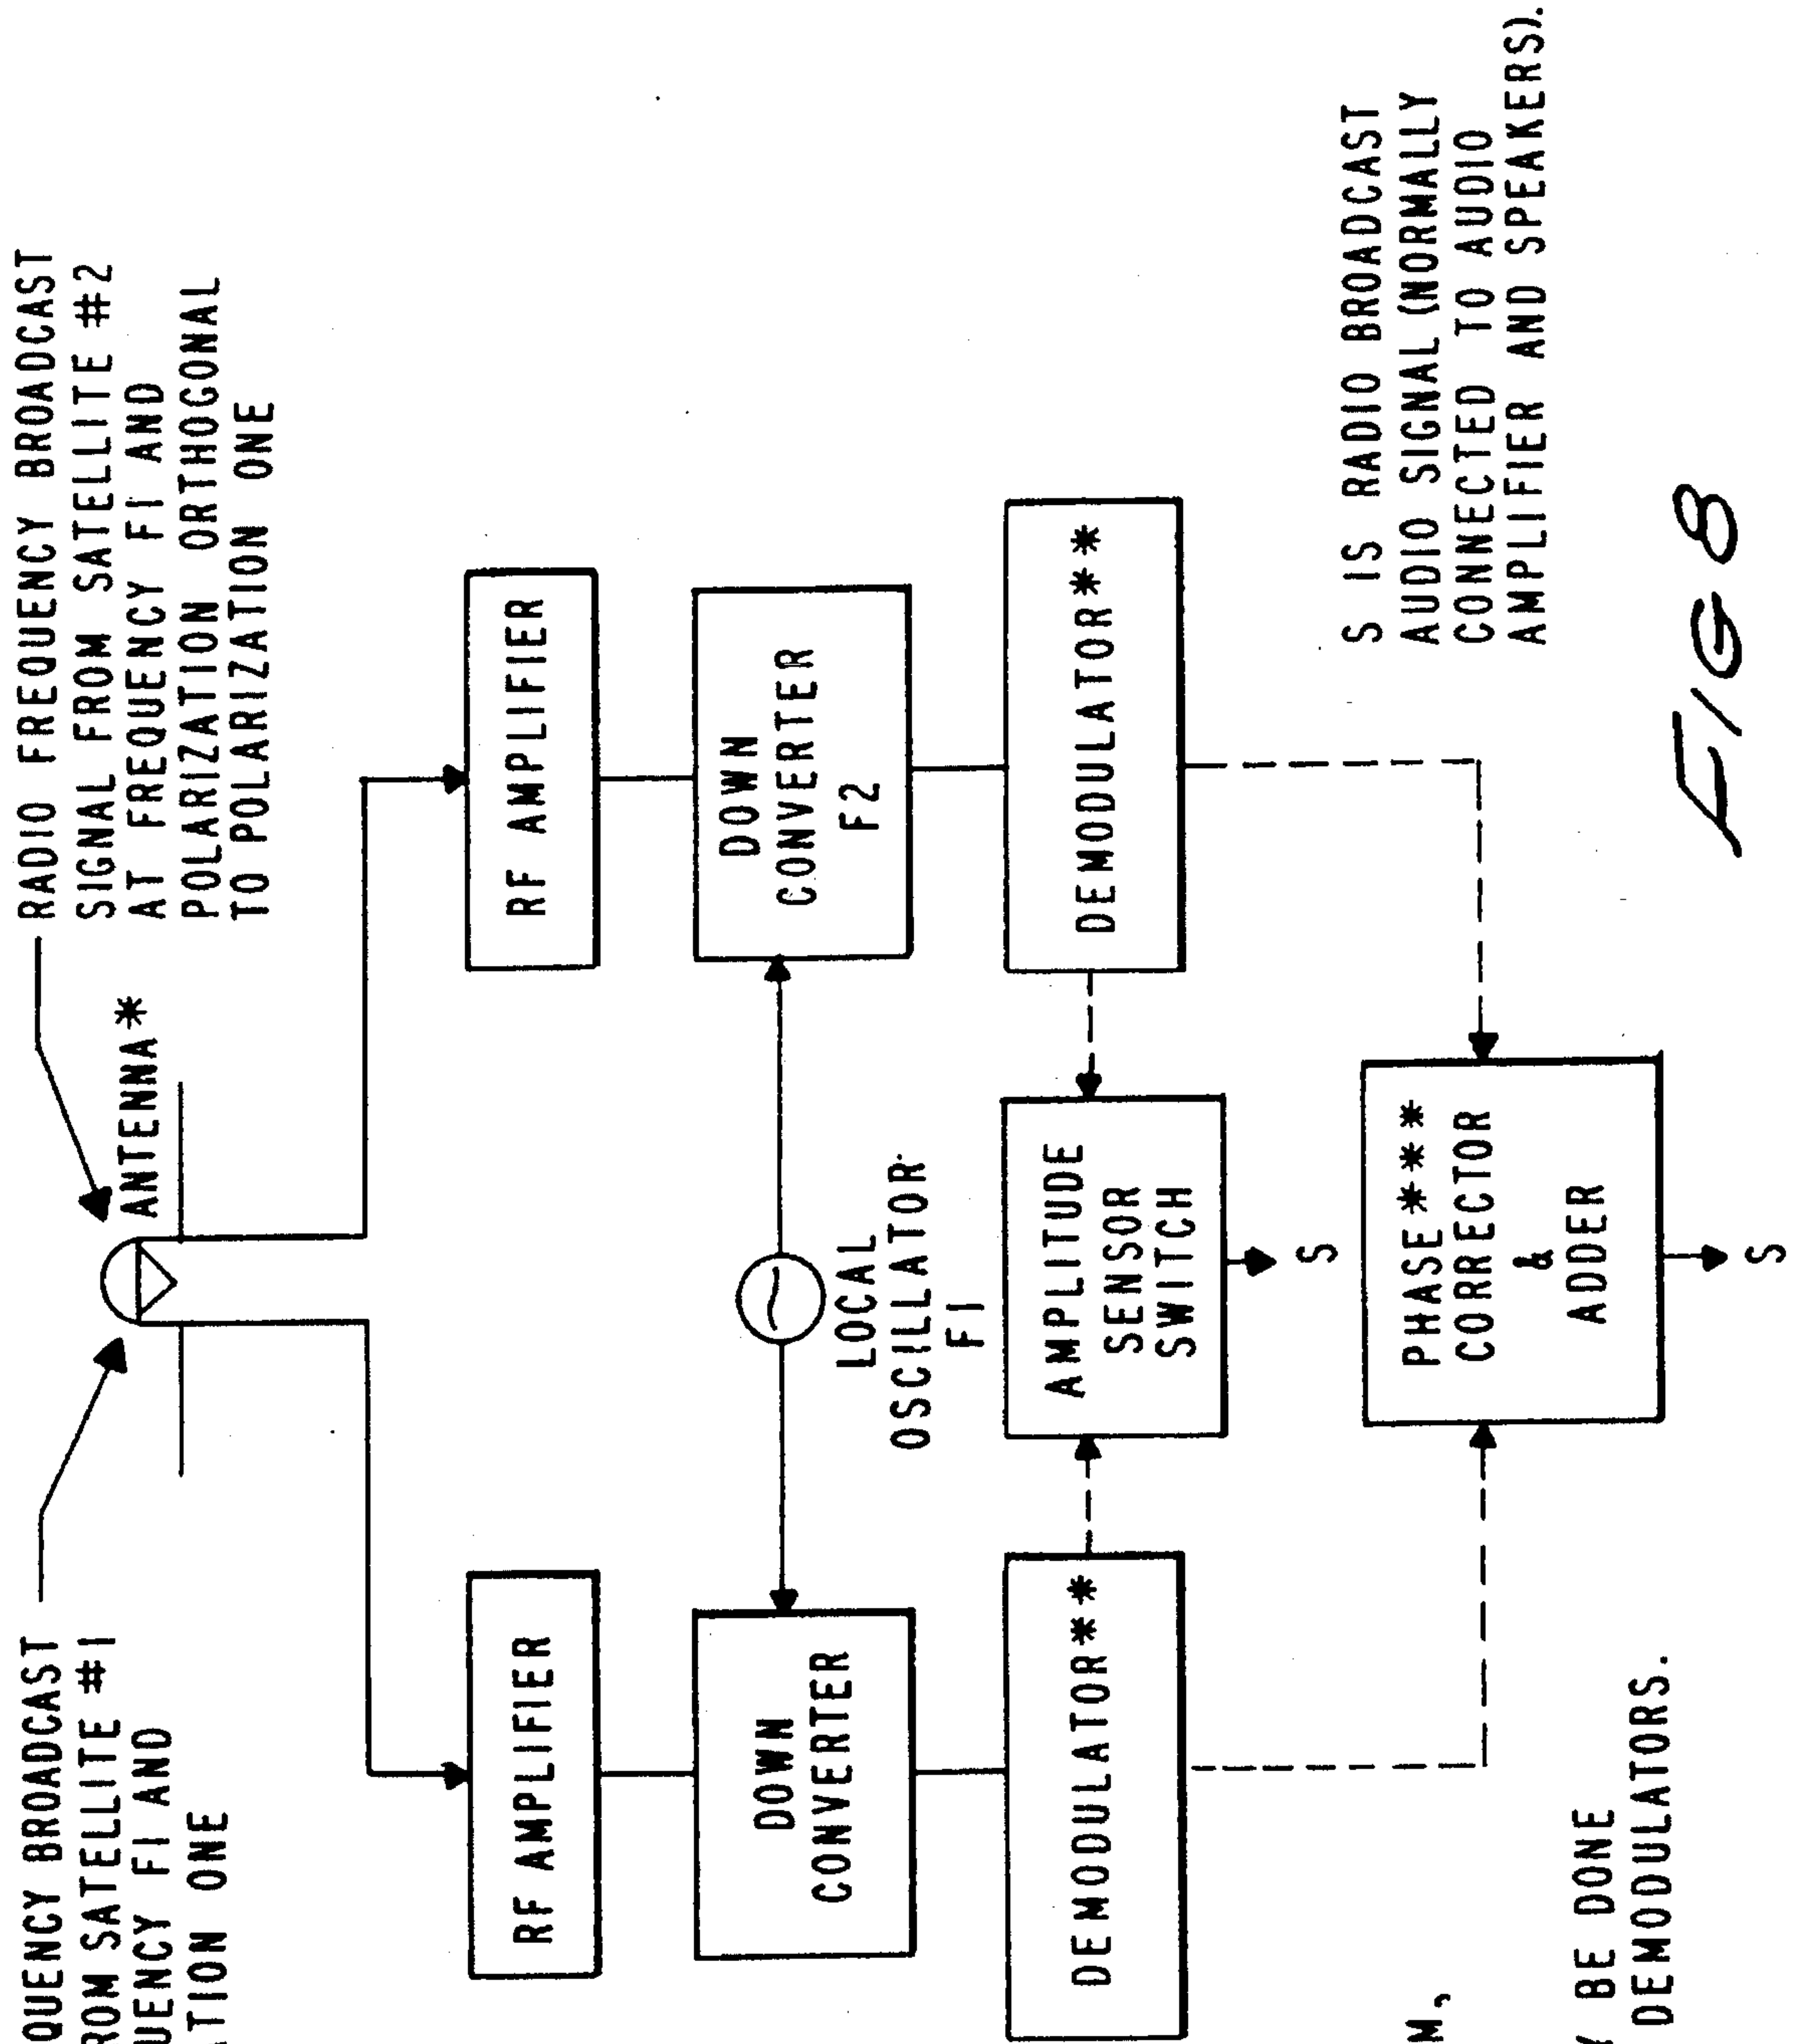 QUENCY BROADCAST
ROM SATELLITE #1
UENCY F1 AND
ATION ONE
RADIO FREQUENCY BROADCAST
SIGNAL FROM SATELLITE #2
AT FREQUENCY F1 AND
POLARIZATION ORTHOGONAL
TO POLARIZATION ONE
ANTENNA*
RF AMPLIFIER
RF AMPLIFIER
DOWN
CONVERTER
LOCAL
OSCILLATOR
F1
DOWN
CONVERTER
F2
DEMODULATOR**
AMPLITUDE
SENSOR
SWITCH
S
DEMODULATOR**
PHASE***
CORRECTOR
&
ADDER
S
M,
BE DONE
DEMODULATORS.
S IS RADIO BROADCAST
AUDIO SIGNAL (NORMALLY
CONNECTED TO AUDIO
AMPLIFIER AND SPEAKERS).
FIG 8